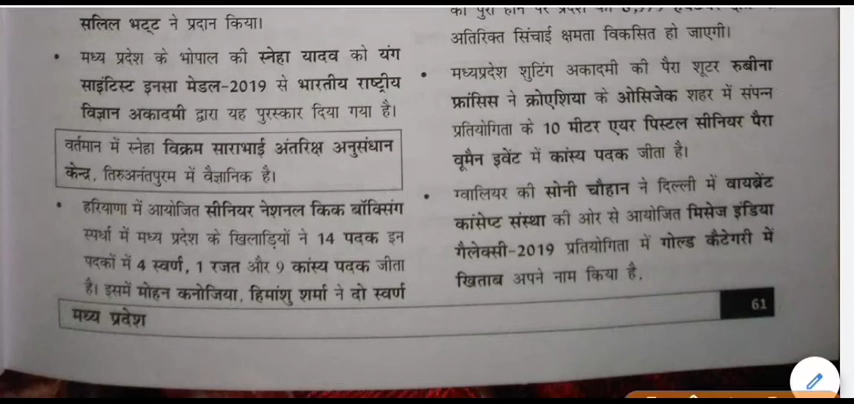 सलिल भट्ट ने प्रदान किया।
• मध्य प्रदेश के भोपाल की स्नेहा यादव को यंग
साइंटिस्ट इनसा मेडल-2019 से भारतीय राष्ट्रीय
विज्ञान अकादमी द्वारा यह पुरस्कार दिया गया है।
वर्तमान में स्नेहा विक्रम साराभाई अंतरिक्ष अनुसंधान
केन्द्र, तिरुअनंतपुरम में वैज्ञानिक है।
• हरियाणा में आयोजित सीनियर नेशनल किक बॉक्सिंग
स्पर्धा में मध्य प्रदेश के खिलाड़ियों ने 14 पदक इन
पदकों में 4 स्वर्ण, 1 रजत और 9 कांस्य पदक जीता
है। इसमें मोहन कनोजिया, हिमांशु शर्मा ने दो स्वर्ण
का पुरा होने पर प्रदेश
अतिरिक्त सिंचाई क्षमता विकसित हो जाएगी।
• मध्यप्रदेश शुटिंग अकादमी की पैरा शूटर रुबीना
फ्रांसिस ने क्रोएशिया के ओसिजेक शहर में संपन्न
प्रतियोगिता के 10 मीटर एयर पिस्टल सीनियर पैरा
वूमैन इवेंट में कांस्य पदक जीता है।
• ग्वालियर की सोनी चौहान ने दिल्ली में वायब्रेंट
कांसेप्ट संस्था की ओर से आयोजित मिसेज इंडिया
गैलेक्सी-2019 प्रतियोगिता में गोल्ड कैटेगरी में
खिताब अपने नाम किया है.
मध्य प्रदेश
61